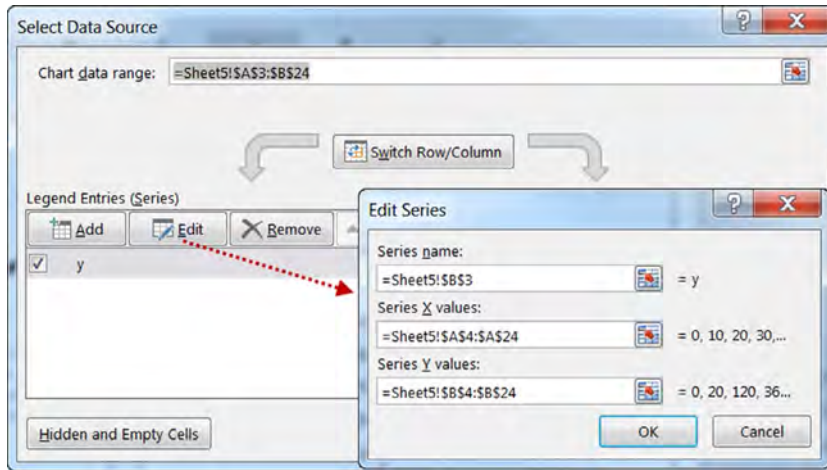 Select Data Source
Chart data range: =Sheet5!$A$3:$B$24
Switch Row/Column
Legend Entries (Series)
Add Edit Remove
y
Hidden and Empty Cells
Edit Series
Series name:
=Sheet5!$B$3 = y
Series X values:
=Sheet5!$A$4:$A$24 = 0, 10, 20, 30,...
Series Y values:
=Sheet5!$B$4:$B$24 = 0, 20, 120, 36...
OK Cancel